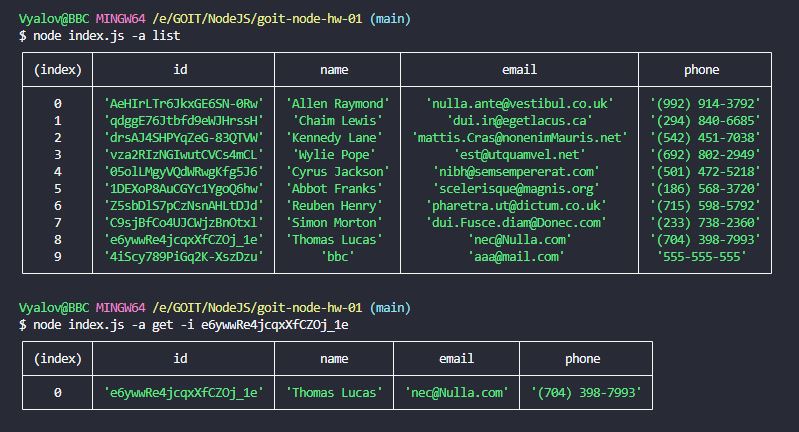 Vyalov@BBC MINGW64 /e/GOIT/NodeJS/goit-node-hw-01 (main)
$ node index.js -a list
(index) id name email phone
0 'AeHIrLTr6JkxGE6SN-0Rw' 'Allen Raymond' 'nulla.ante@vestibul.co.uk' '(992) 914-3792'
1 'qdggE76Jtbfd9eWJHrssH' 'Chaim Lewis' 'dui.in@egetlacus.ca' '(294) 840-6685'
2 'drsAJ4SHPYqZeG-83QTVW' 'Kennedy Lane' 'mattis.Cras@nonenimMauris.net' '(542) 451-7038'
3 'vza2RIzNGIwutCVCs4mCL' 'Wylie Pope' 'est@utquamvel.net' '(692) 802-2949'
4 '05olLMgyVQdWRwgKfg5J6' 'Cyrus Jackson' 'nibh@semsempererat.com' '(501) 472-5218'
5 '1DEXoP8AuCGYc1YgoQ6hw' 'Abbot Franks' 'scelerisque@magnis.org' '(186) 568-3720'
6 'Z5sbDlS7pCzNsnAHLtDJd' 'Reuben Henry' 'pharetra.ut@dictum.co.uk' '(715) 598-5792'
7 'C9sjBfCo4UJCWjzBnOtxl' 'Simon Morton' 'dui.Fusce.diam@Donec.com' '(233) 738-2360'
8 'e6ywwRe4jcqxXfCZOj_1e' 'Thomas Lucas' 'nec@Nulla.com' '(704) 398-7993'
9 '4iScy789PiGq2K-XszDzu' 'bbc' 'aaa@mail.com' '555-555-555'
Vyalov@BBC MINGW64 /e/GOIT/NodeJS/goit-node-hw-01 (main)
$ node index.js -a get -i e6ywwRe4jcqxXfCZOj_1e
(index) id name email phone
0 'e6ywwRe4jcqxXfCZOj_1e' 'Thomas Lucas' 'nec@Nulla.com' '(704) 398-7993'